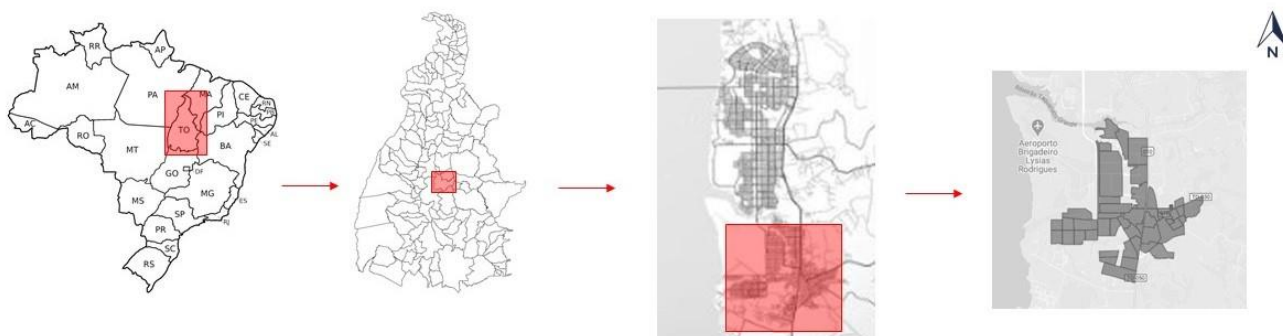 RR
AP
AM
PA
MA
CE
RN
PB
PE
AL
SE
PI
AC
RO
TO
MT
BA
GO
DF
MG
ES
MS
SP
RJ
PR
SC
RS
Aeroporto
Brigadeiro
Lysias
Rodrigues
N